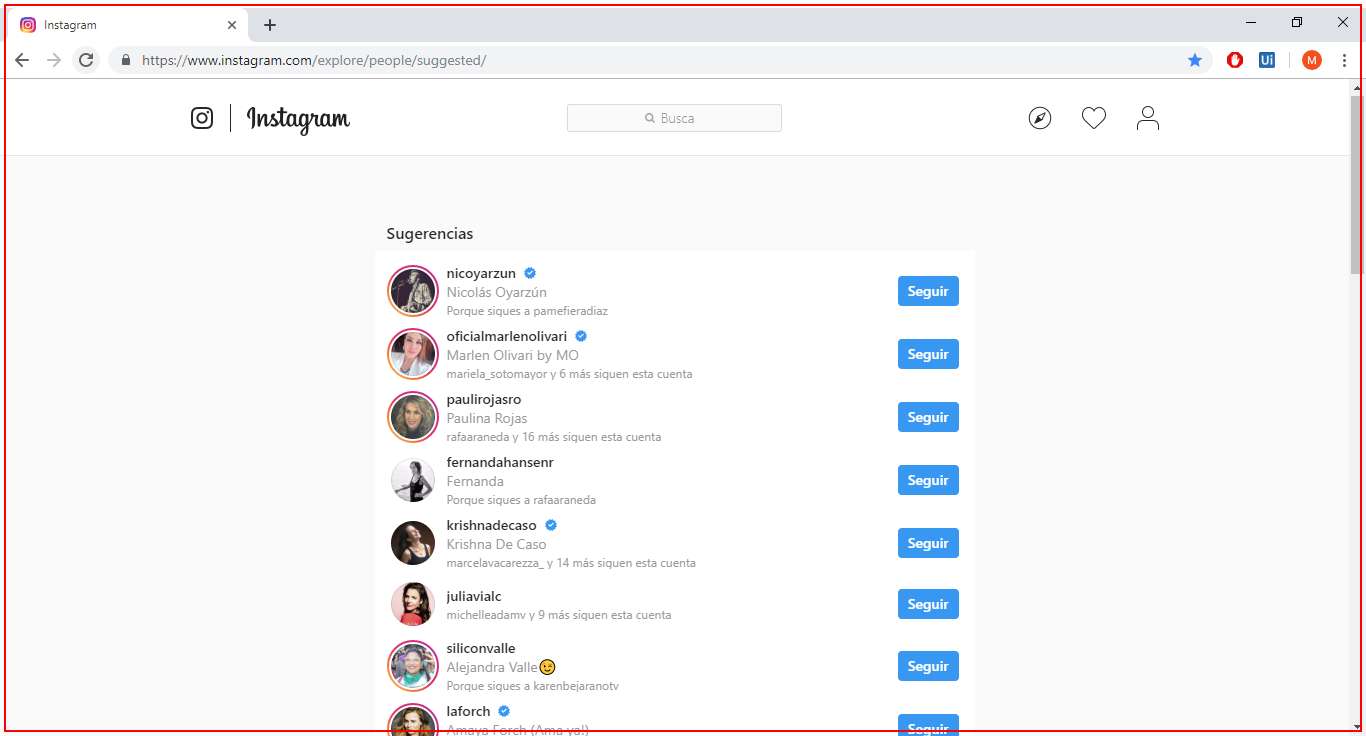 Instagram
https://www.instagram.com/explore/people/suggested/
Ui
M
Instagram
Busca
Sugerencias
nicoyarzun
Nicolás Oyarzún
Porque sigues a pamefieradiaz
Seguir
oficialmarlenolivari
Marlen Olivari by MO
mariela_sotomayor y 6 más siguen esta cuenta
Seguir
paulirojasro
Paulina Rojas
rafaaraneda y 16 más siguen esta cuenta
Seguir
fernandahansenr
Fernanda
Porque sigues a rafaaraneda
Seguir
krishnadecaso
Krishna De Caso
marcelavacarezza_ y 14 más siguen esta cuenta
Seguir
juliavialc
michelleadamv y 9 más siguen esta cuenta
Seguir
siliconvalle
Alejandra Valle😉
Porque sigues a karenbejaranotv
Seguir
laforch
Amaya Forch (Ama ya!)
Seguir